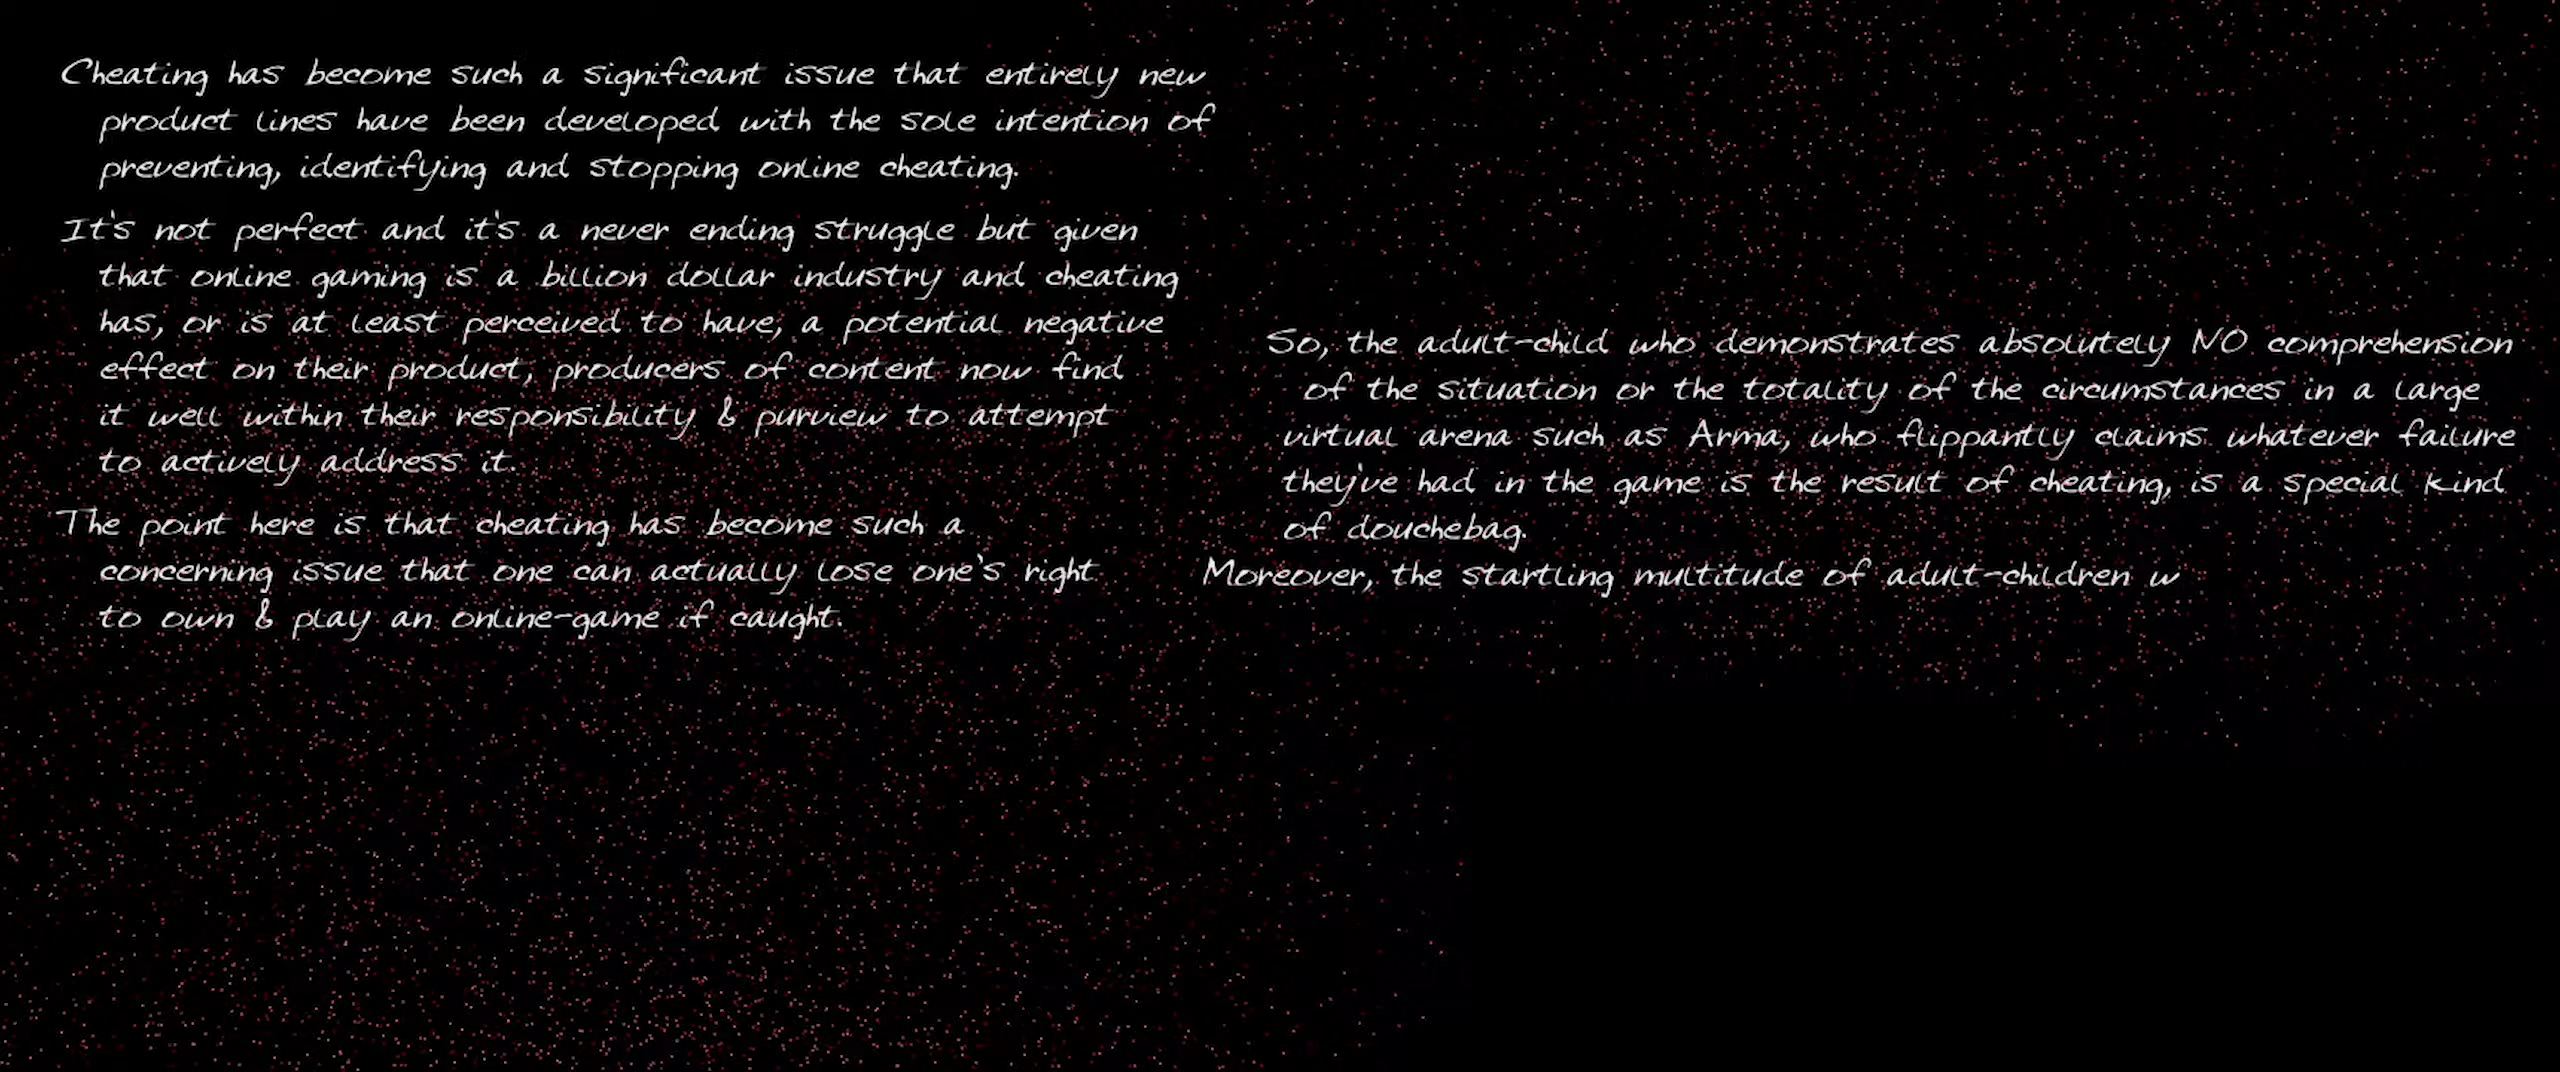 Cheating has become such a significant issue that entirely new
product lines have been developed with the sole intention of
preventing, identifying and stopping online cheating.
It's not perfect and it's a never ending struggle but given
that online gaming is a billion dollar industry and cheating
has, or is at least perceived to have, a potential negative
effect on their product, producers of content now find
it well within their responsibility & purview to attempt
to actively address it.
The point here is that cheating has become such a
concerning issue that one can actually lose one's right
to own & play an online-game if caught.
So, the adult-child who demonstrates absolutely NO comprehension
of the situation or the totality of the circumstances in a large
virtual arena such as Arma, who flippantly claims whatever failure
they've had in the game is the result of cheating, is a special kind
of douchebag.
Moreover, the startling multitude of adult-children w